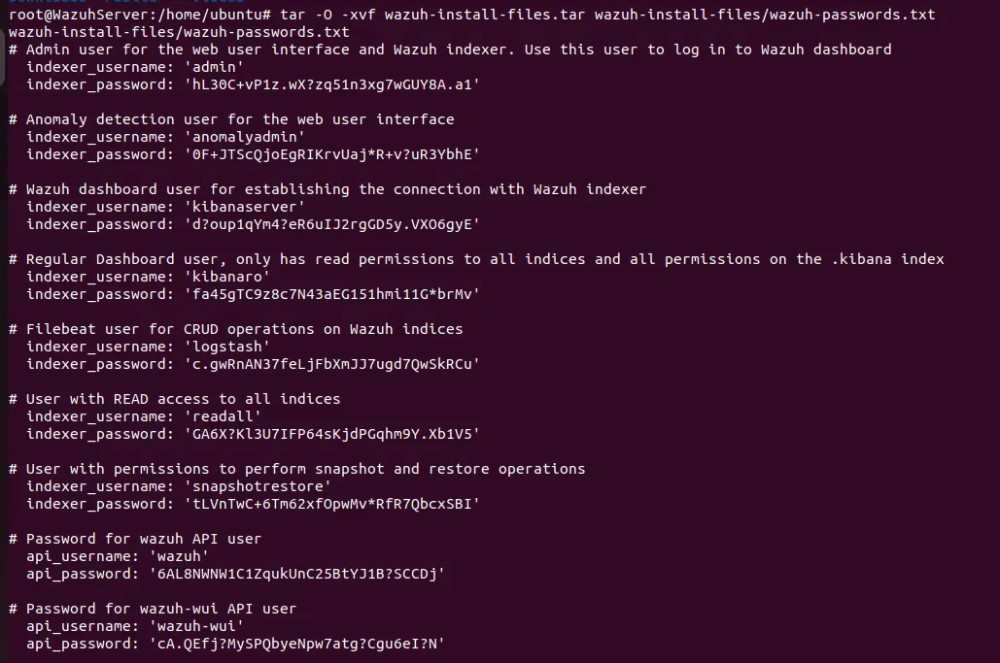 root@WazuhServer:/home/ubuntu# tar -O -xvf wazuh-install-files.tar wazuh-install-files/wazuh-passwords.txt
wazuh-install-files/wazuh-passwords.txt
# Admin user for the web user interface and Wazuh indexer. Use this user to log in to Wazuh dashboard
  indexer_username: 'admin'
  indexer_password: 'hL30C+vP1z.wX?zq51n3xg7wGUY8A.a1'

# Anomaly detection user for the web user interface
  indexer_username: 'anomalyadmin'
  indexer_password: '0F+JTScQjoEgRIKrvUaj*R+v?uR3YbhE'

# Wazuh dashboard user for establishing the connection with Wazuh indexer
  indexer_username: 'kibanaserver'
  indexer_password: 'd?oup1qYm4?eR6uIJ2rgGD5y.VXO6gyE'

# Regular Dashboard user, only has read permissions to all indices and all permissions on the .kibana index
  indexer_username: 'kibanaro'
  indexer_password: 'fa45gTC9z8c7N43aEG151hmi11G*brMv'

# Filebeat user for CRUD operations on Wazuh indices
  indexer_username: 'logstash'
  indexer_password: 'c.gwRnAN37feLjFbXmJJ7ugd7QwSkRCu'

# User with READ access to all indices
  indexer_username: 'readall'
  indexer_password: 'GA6X?Kl3U7IFP64sKjdPGqhm9Y.Xb1V5'

# User with permissions to perform snapshot and restore operations
  indexer_username: 'snapshotrestore'
  indexer_password: 'tLVnTwC+6Tm62xfOpwMv*RfR7QbcxSBI'

# Password for wazuh API user
  api_username: 'wazuh'
  api_password: '6AL8NWNW1C1ZqukUnC25BtYJ1B?SCCDj'

# Password for wazuh-wui API user
  api_username: 'wazuh-wui'
  api_password: 'cA.QEfj?MySPQbyeNpw7atg?Cgu6eI?N'